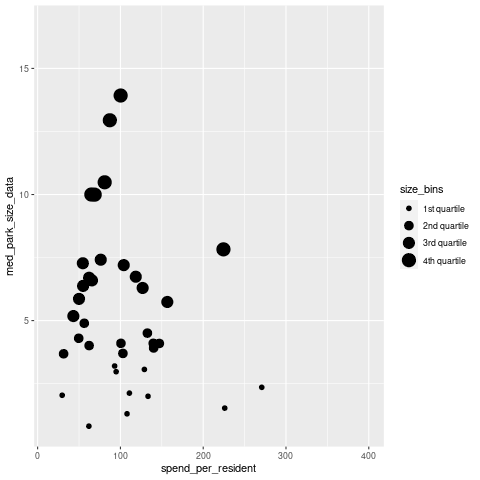 15
10
5
0
100
200
300
400
med_park_size_data
spend_per_resident
size_bins
1st quartile
2nd quartile
3rd quartile
4th quartile